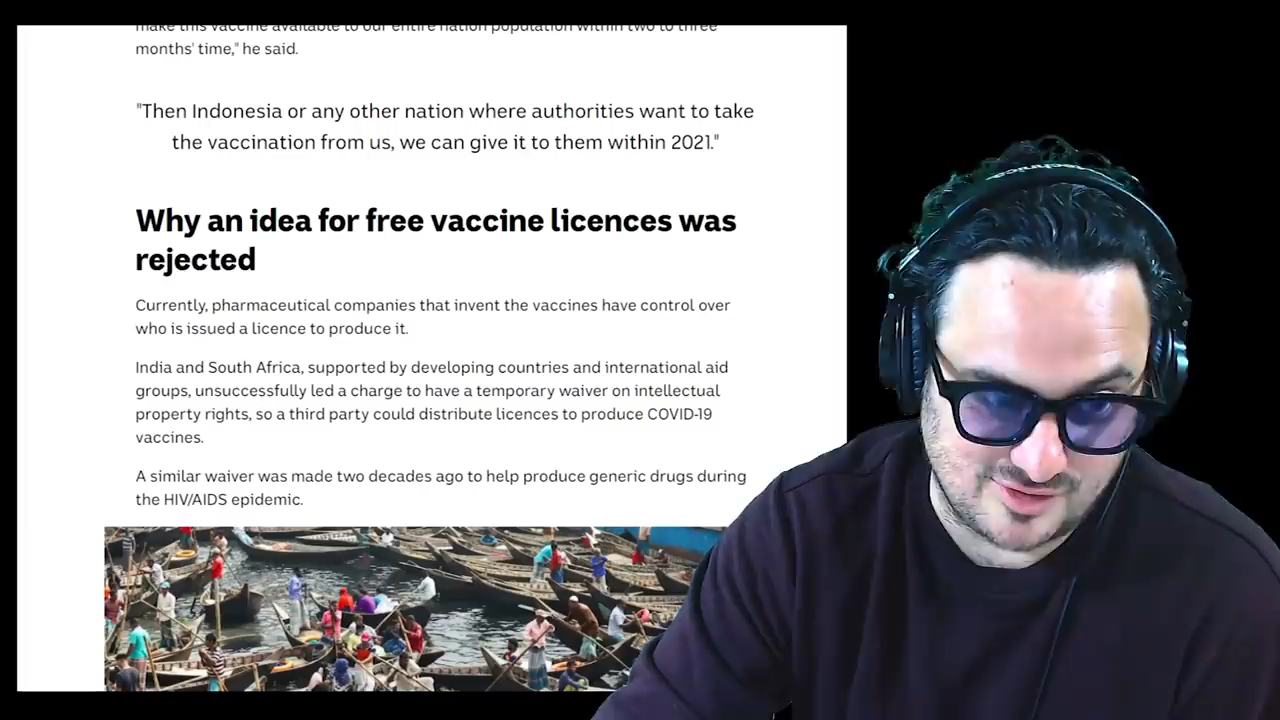 make this vaccine available to our entire nation population within two to three
months' time," he said.
"Then Indonesia or any other nation where authorities want to take
the vaccination from us, we can give it to them within 2021."
Why an idea for free vaccine licences was
rejected
Currently, pharmaceutical companies that invent the vaccines have control over
who is issued a licence to produce it.
India and South Africa, supported by developing countries and international aid
groups, unsuccessfully led a charge to have a temporary waiver on intellectual
property rights, so a third party could distribute licences to produce COVID-19
vaccines.
A similar waiver was made two decades ago to help produce generic drugs during
the HIV/AIDS epidemic.